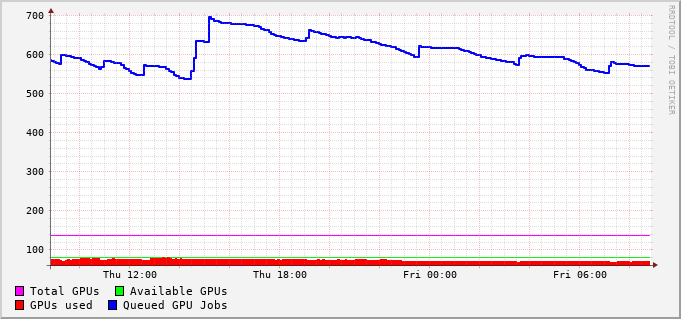 700
600
500
400
300
200
100
Thu 12:00 Thu 18:00 Fri 00:00 Fri 06:00
Total GPUs Available GPUs
GPUs used Queued GPU Jobs
RRDTOOL / TOBI OETIKER